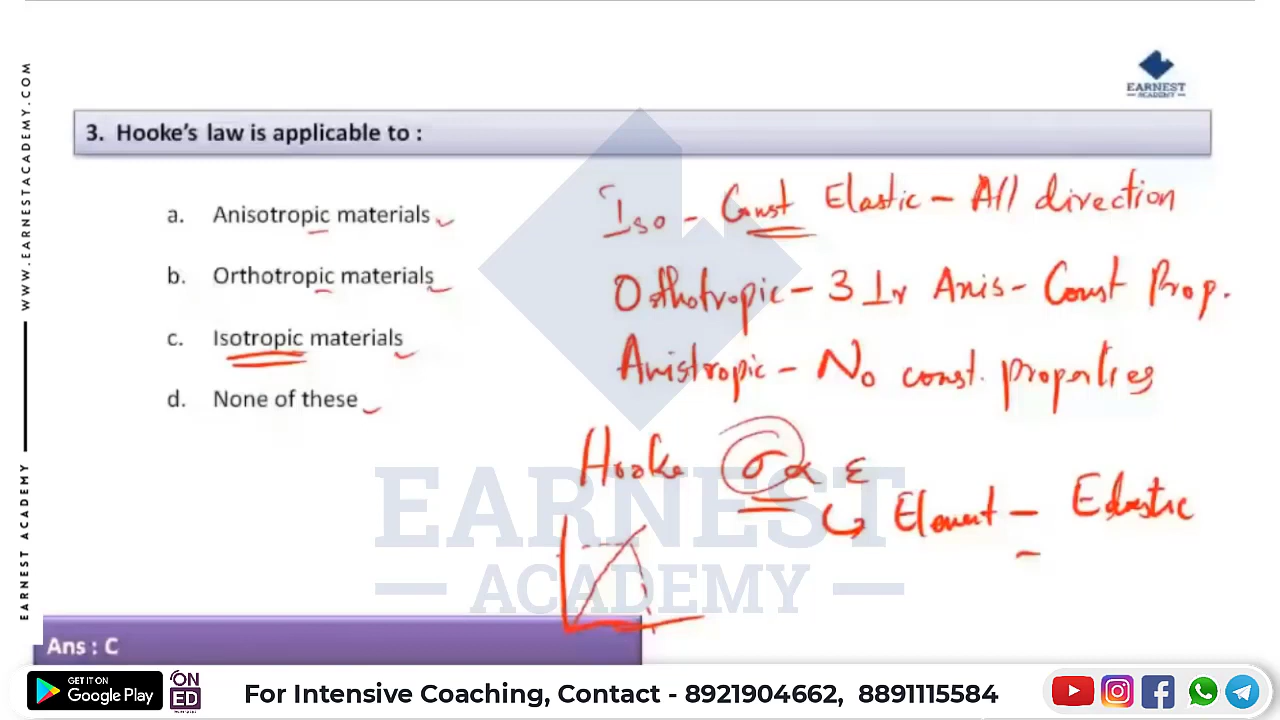 EARNEST
ACADEMY
WWW.EARNESTACADEMY.COM
EARNEST ACADEMY
3. Hooke's law is applicable to :
a. Anisotropic materials
b. Orthotropic materials
c. Isotropic materials
d. None of these
Iso - Const Elastic - All direction
Orthotropic - 3 Ir Axis - Const Prop.
Anistropic - No const. properties
Hooke σ ∝ ε
Element - Elastic
EARNEST
ACADEMY
Ans : C
GET IT ON
Google Play
ON
ED
For Intensive Coaching, Contact - 8921904662, 8891115584